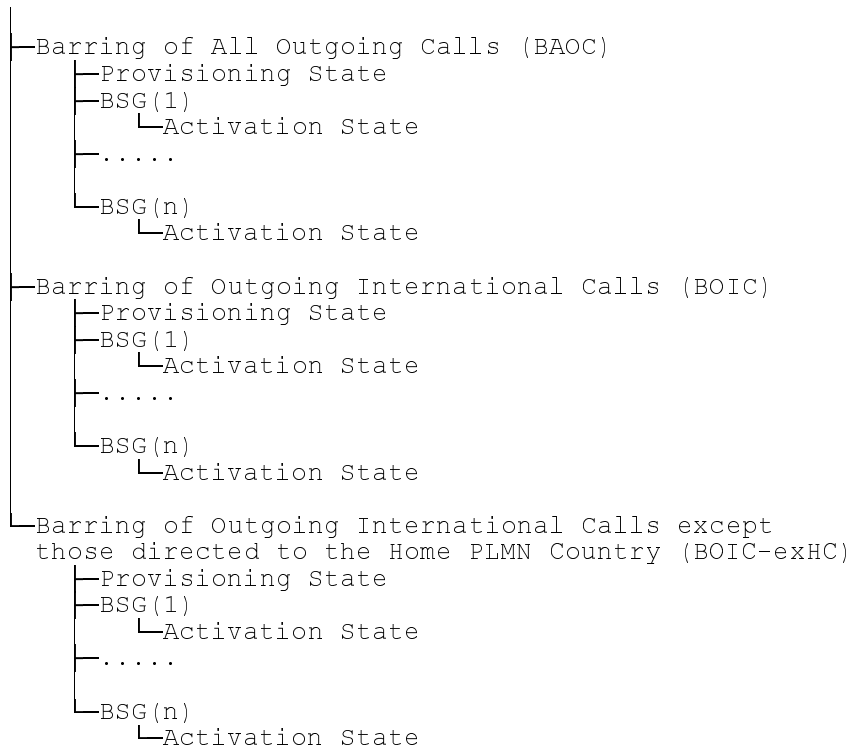 Barring of All Outgoing Calls (BAOC)
Provisioning State
BSG(1)
Activation State
.....
BSG(n)
Activation State
Barring of Outgoing International Calls (BOIC)
Provisioning State
BSG(1)
Activation State
.....
BSG(n)
Activation State
Barring of Outgoing International Calls except
those directed to the Home PLMN Country (BOIC-exHC)
Provisioning State
BSG(1)
Activation State
.....
BSG(n)
Activation State